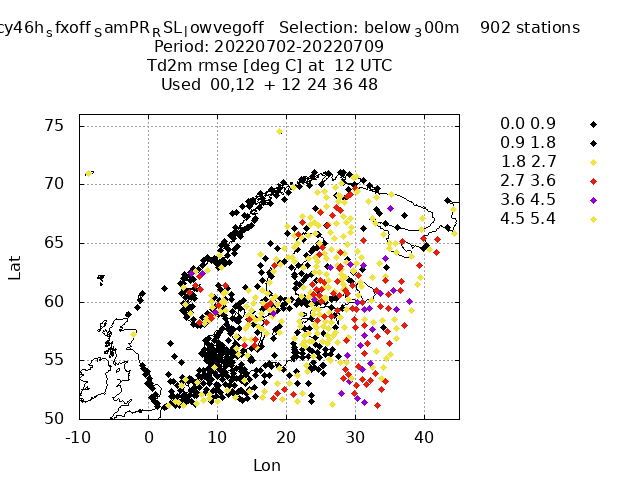 cy46h_sfxoff_SamPR_RSL_lowvegoff Selection: below_300m 902 stations
Period: 20220702-20220709
Td2m rmse [deg C] at 12 UTC
Used 00,12 + 12 24 36 48
75
70
65
60
55
50
-10 0 10 20 30 40
Lat
Lon
0.0 0.9
0.9 1.8
1.8 2.7
2.7 3.6
3.6 4.5
4.5 5.4